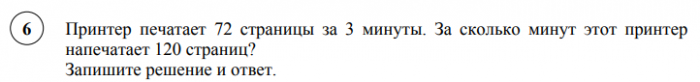 6 Принтер печатает 72 страницы за 3 минуты. За сколько минут этот принтер
напечатает 120 страниц?
Запишите решение и ответ.